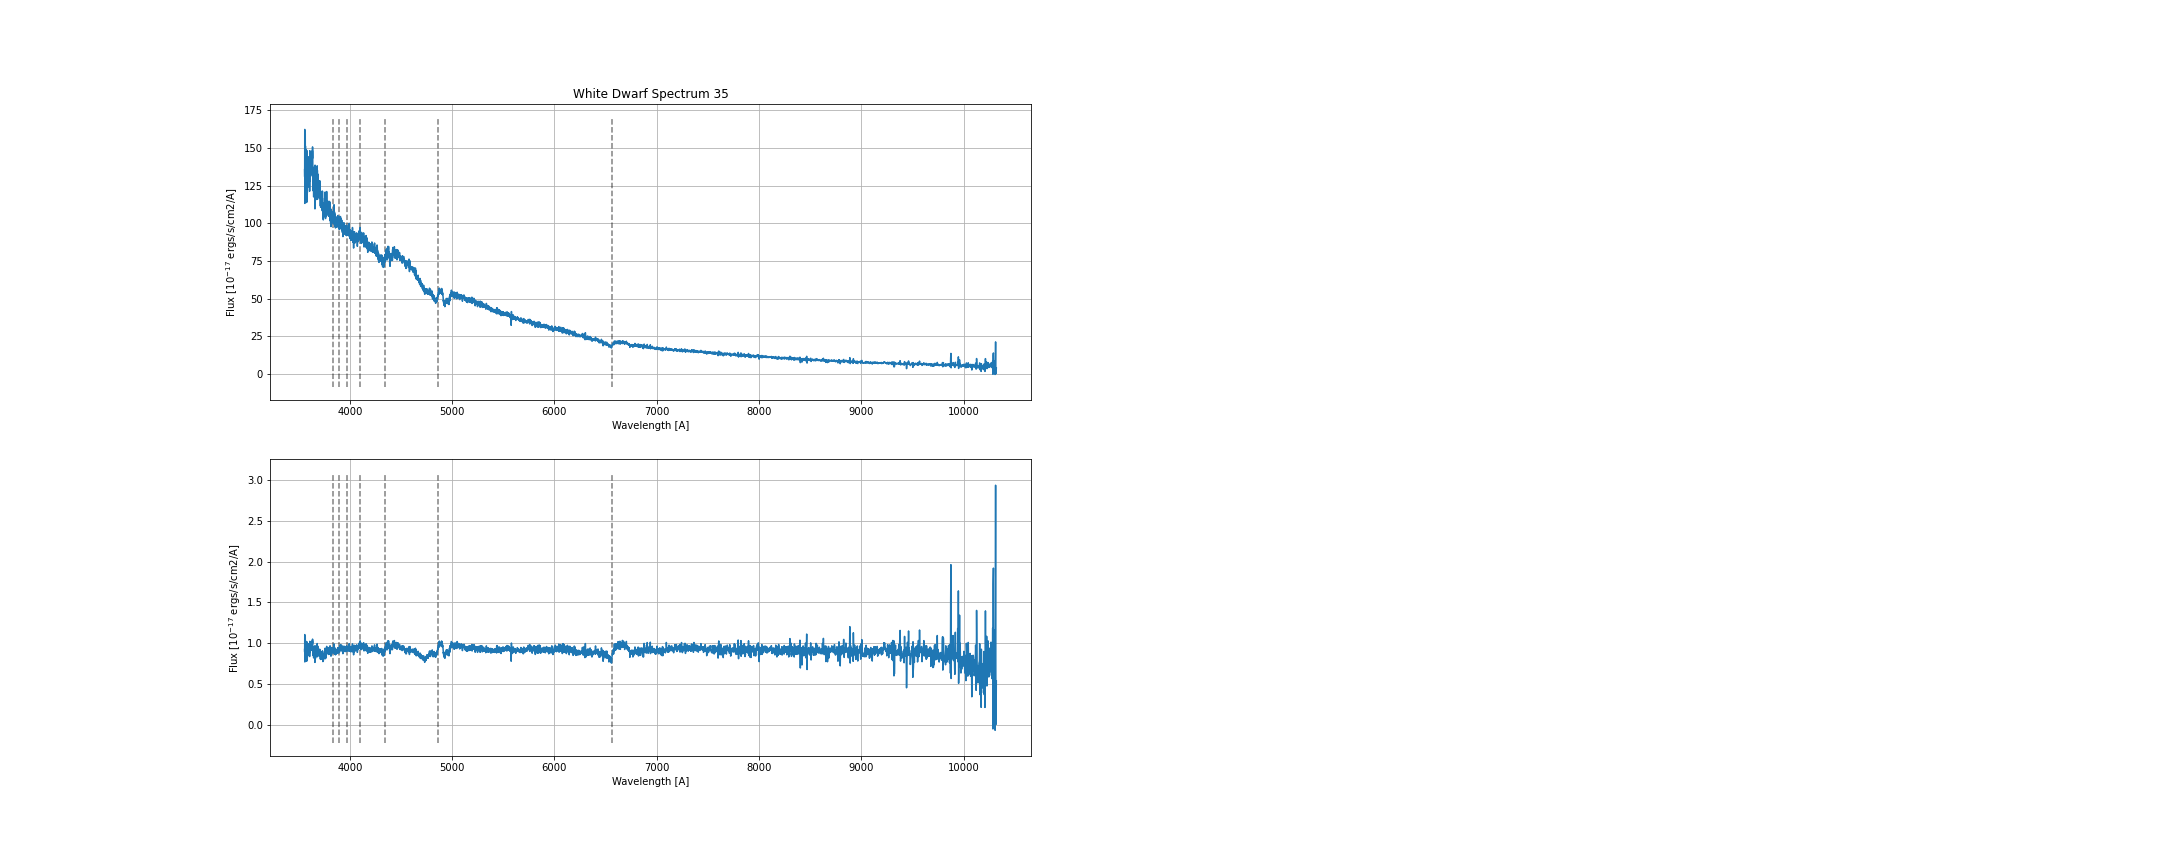 White Dwarf Spectrum 35
175
150
125
100
75
50
25
0
Flux [10⁻¹⁷ ergs/s/cm2/A]
4000 5000 6000 7000 8000 9000 10000
Wavelength [A]
3.0
2.5
2.0
1.5
1.0
0.5
0.0
Flux [10⁻¹⁷ ergs/s/cm2/A]
4000 5000 6000 7000 8000 9000 10000
Wavelength [A]